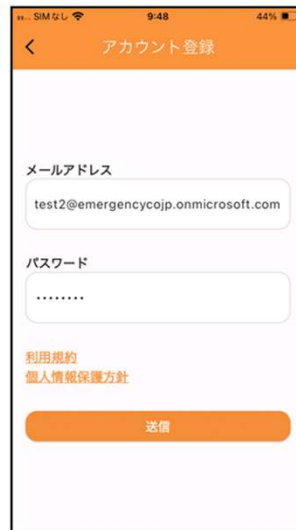 SIMなし 9:48 44%
アカウント登録
メールアドレス
test2@emergencycojp.onmicrosoft.com
パスワード
••••••••
利用規約
個人情報保護方針
送信